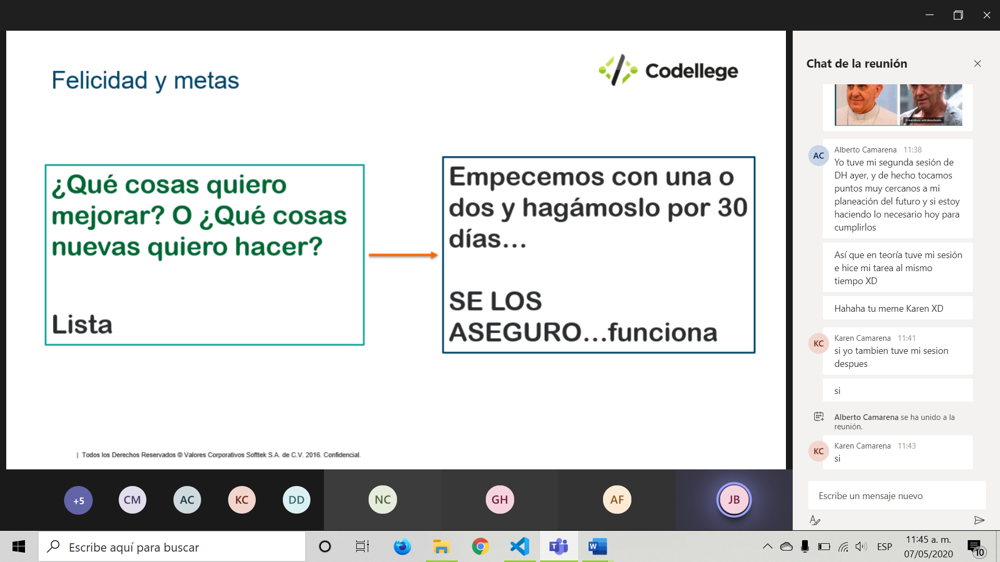 Felicidad y metas
Codellege
¿Qué cosas quiero
mejorar? O ¿Qué cosas
nuevas quiero hacer?
Lista
Empecemos con una o
dos y hagámoslo por 30
días...
SE LOS
ASEGURO...funciona
| Todos los Derechos Reservados © Valores Corporativos Softtek S.A. de C.V. 2016. Confidencial.
+5
CM
AC
KC
DD
NC
GH
AF
JB
Chat de la reunión
El micrófono está desactivado.
AC
Alberto Camarena 11:38
Yo tuve mi segunda sesión de
DH ayer, y de hecho tocamos
puntos muy cercanos a mi
planeación del futuro y si estoy
haciendo lo necesario hoy para
cumplirlos
Así que en teoría tuve mi sesión
e hice mi tarea al mismo
tiempo XD
Hahaha tu meme Karen XD
KC
Karen Camarena 11:41
si yo tambien tuve mi sesion
despues
si
Alberto Camarena se ha unido a la
reunión.
KC
Karen Camarena 11:43
si
Escribe un mensaje nuevo
Escribe aquí para buscar
ESP
11:45 a. m.
07/05/2020
10